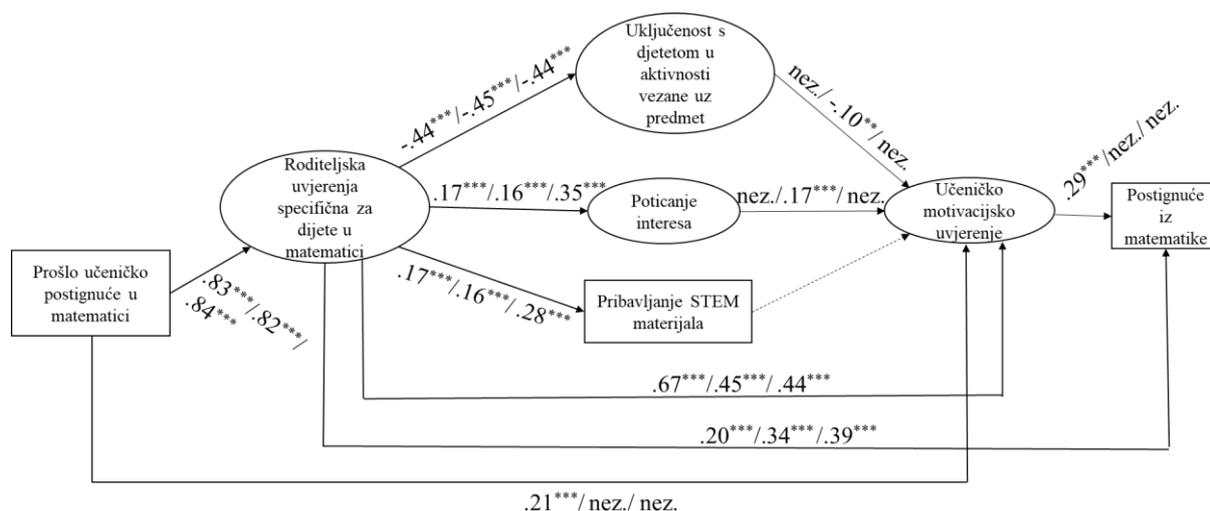 Uključenost s
djetetom u
aktivnosti
vezane uz
predmet
-.44***/-.45***/-.44***
nez./ -.10**/ nez.
Roditeljska
uvjerenja
specifična za
dijete u
matematici
.17***/.16***/.35***
Poticanje
interesa
nez./.17***/ nez.
Učeničko
motivacijsko
uvjerenje
.29***/nez./ nez.
Postignuće
iz
matematike
Prošlo učeničko
postignuće u
matematici
.83***/.82***/
.84***
.17***/.16***/.28***
Pribavljanje STEM
materijala
.67***/.45***/.44***
.20***/.34***/.39***
.21***/ nez./ nez.